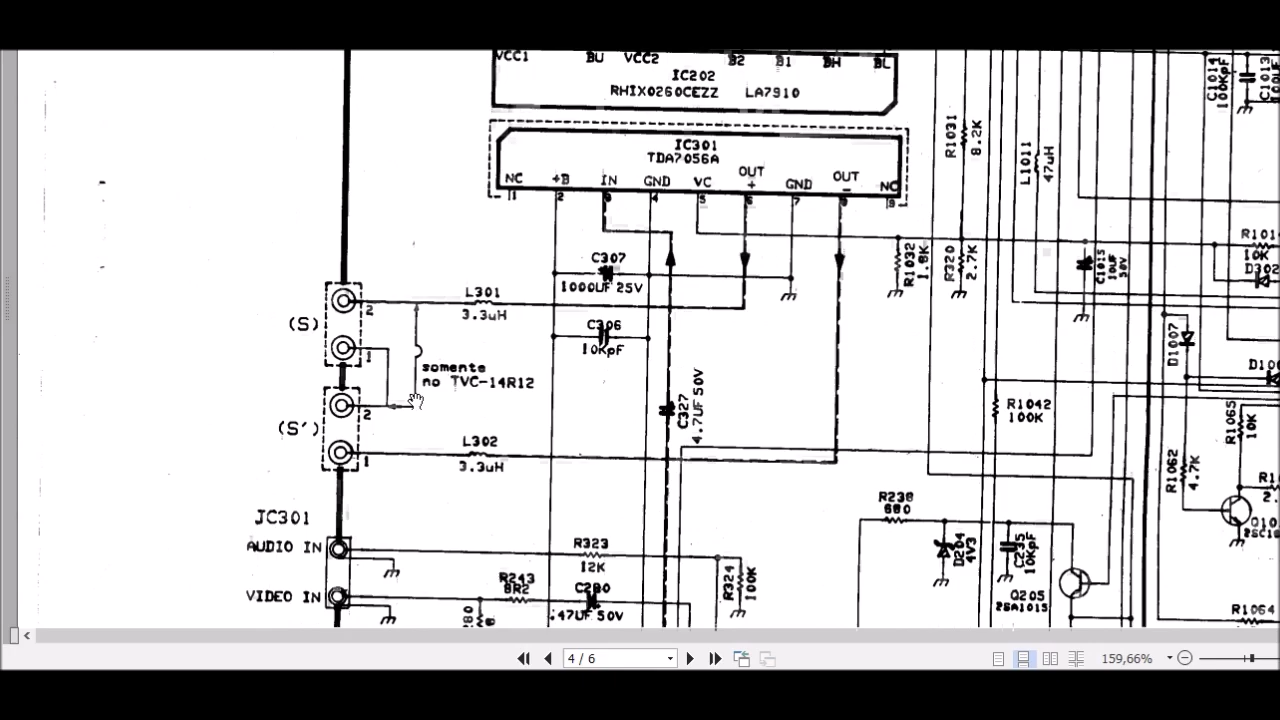 VCC1 BU VCC2 B2 B1 BH BL
IC202
RHIX0260CEZZ LA7910
IC301
TDA7056A
NC +B IN GND VC OUT + GND OUT - NC
1 2 3 4 5 6 7 8 9
C307
1000UF 25V
L301
3.3uH
C306
10KpF
(S)
2
1
somente
no TVC-14R12
(S')
2
1
L302
3.3uH
C327
4.7UF 50V
JC301
AUDIO IN
VIDEO IN
R323
12K
R324
100K
R243
8R2
C280
.47UF 50V
R1031
8.2K
L1011
47uH
C1014
100KpF
C1013
R1032
1.8K
R320
2.7K
C1015
10UF
50V
R101
10K
D302
D1007
D100
R1042
100K
R1065
10K
R1062
4.7K
R238
680
D204
4V3
C235
10KpF
Q205
2SA1015
R1064
4 / 6
159,66%